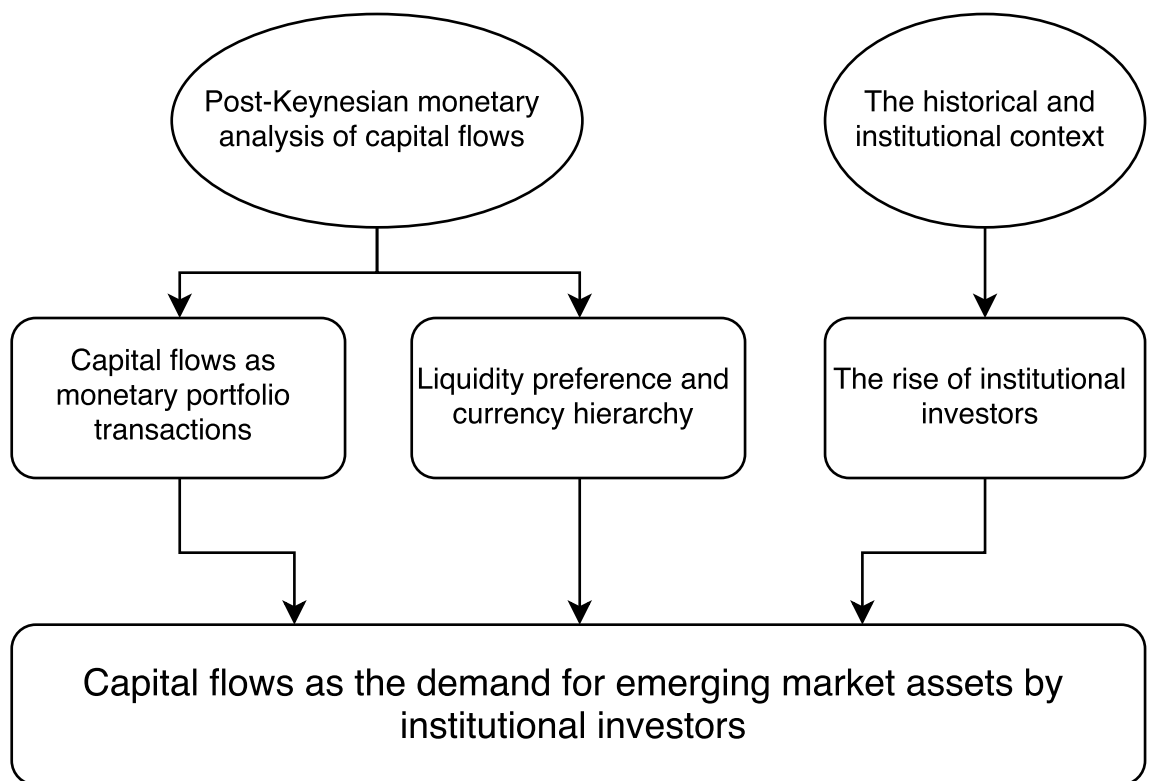 Post-Keynesian monetary
analysis of capital flows
The historical and
institutional context
Capital flows as
monetary portfolio
transactions
Liquidity preference and
currency hierarchy
The rise of institutional
investors
Capital flows as the demand for emerging market assets by
institutional investors